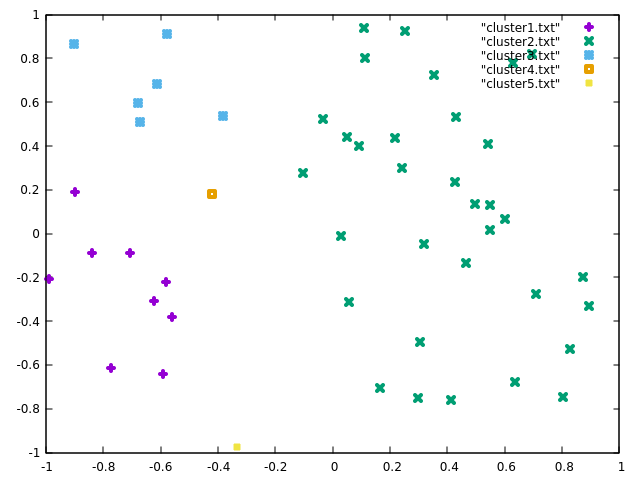 1
"cluster1.txt"
"cluster2.txt"
0.8
"cluster3.txt"
"cluster4.txt"
"cluster5.txt"
0.6
0.4
0.2
0
-0.2
-0.4
-0.6
-0.8
-1
-1 -0.8 -0.6 -0.4 -0.2 0 0.2 0.4 0.6 0.8 1